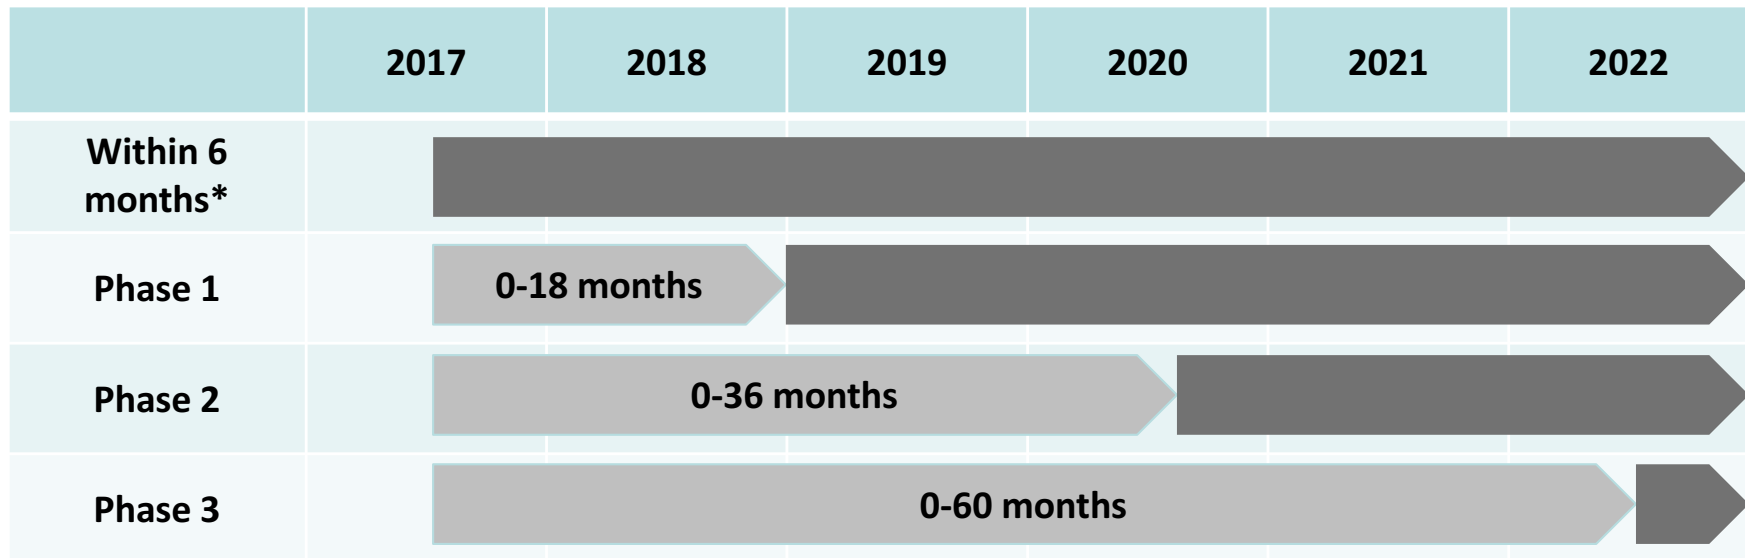 2017 2018 2019 2020 2021 2022
Within 6
months*
Phase 1 0-18 months
Phase 2 0-36 months
Phase 3 0-60 months